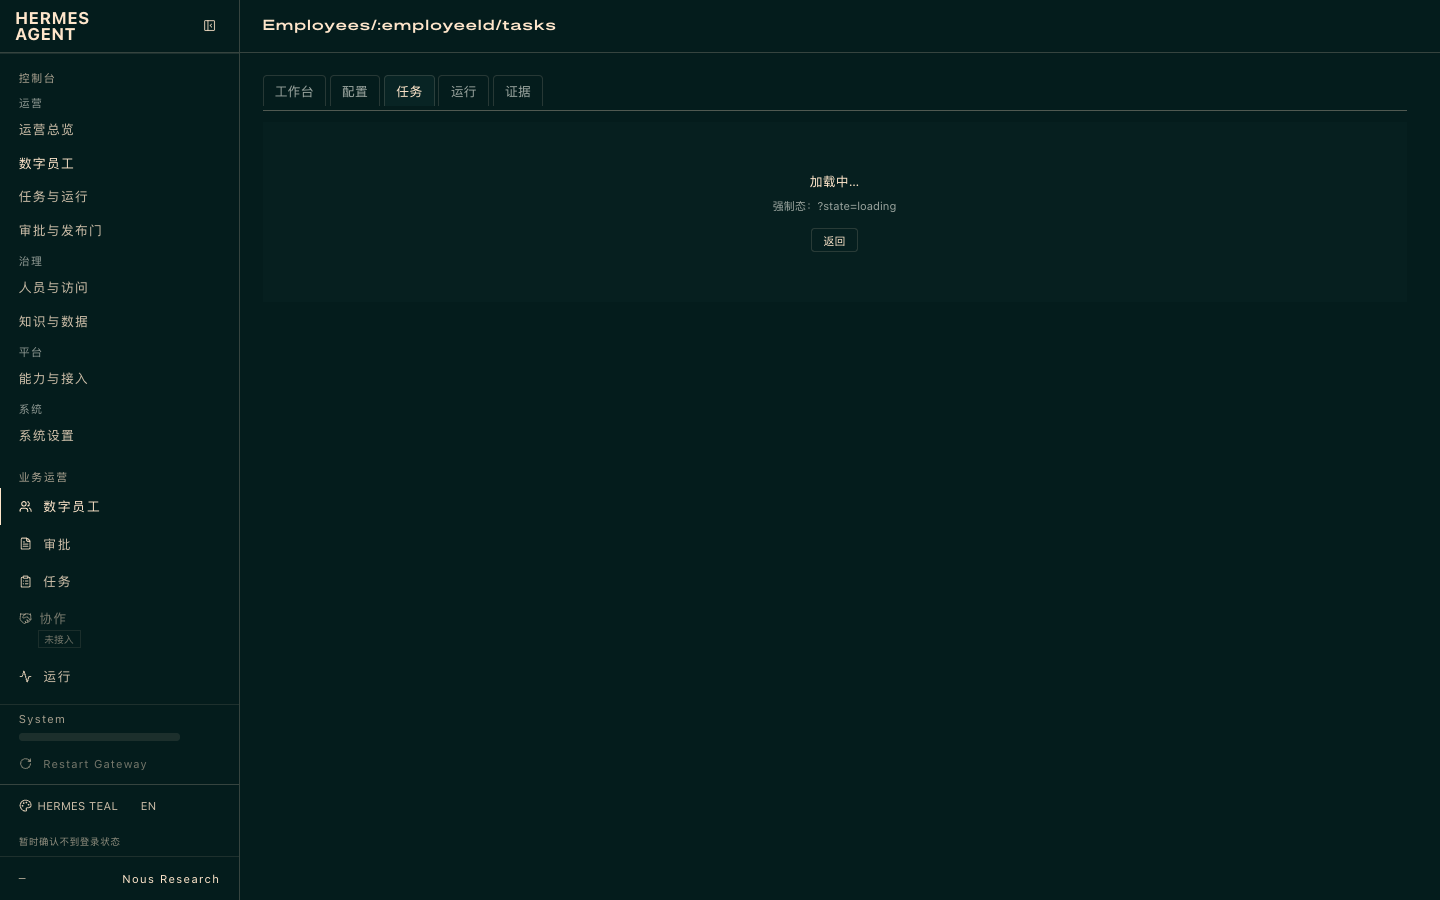 HERMES
AGENT
Employees/:employeeId/tasks
控制台
运营
运营总览
数字员工
任务与运行
审批与发布门
治理
人员与访问
知识与数据
平台
能力与接入
系统
系统设置
业务运营
数字员工
审批
任务
协作
未接入
运行
System
Restart Gateway
HERMES TEAL EN
暂时确认不到登录状态
— Nous Research
工作台 配置 任务 运行 证据
加载中…
强制态：?state=loading
返回